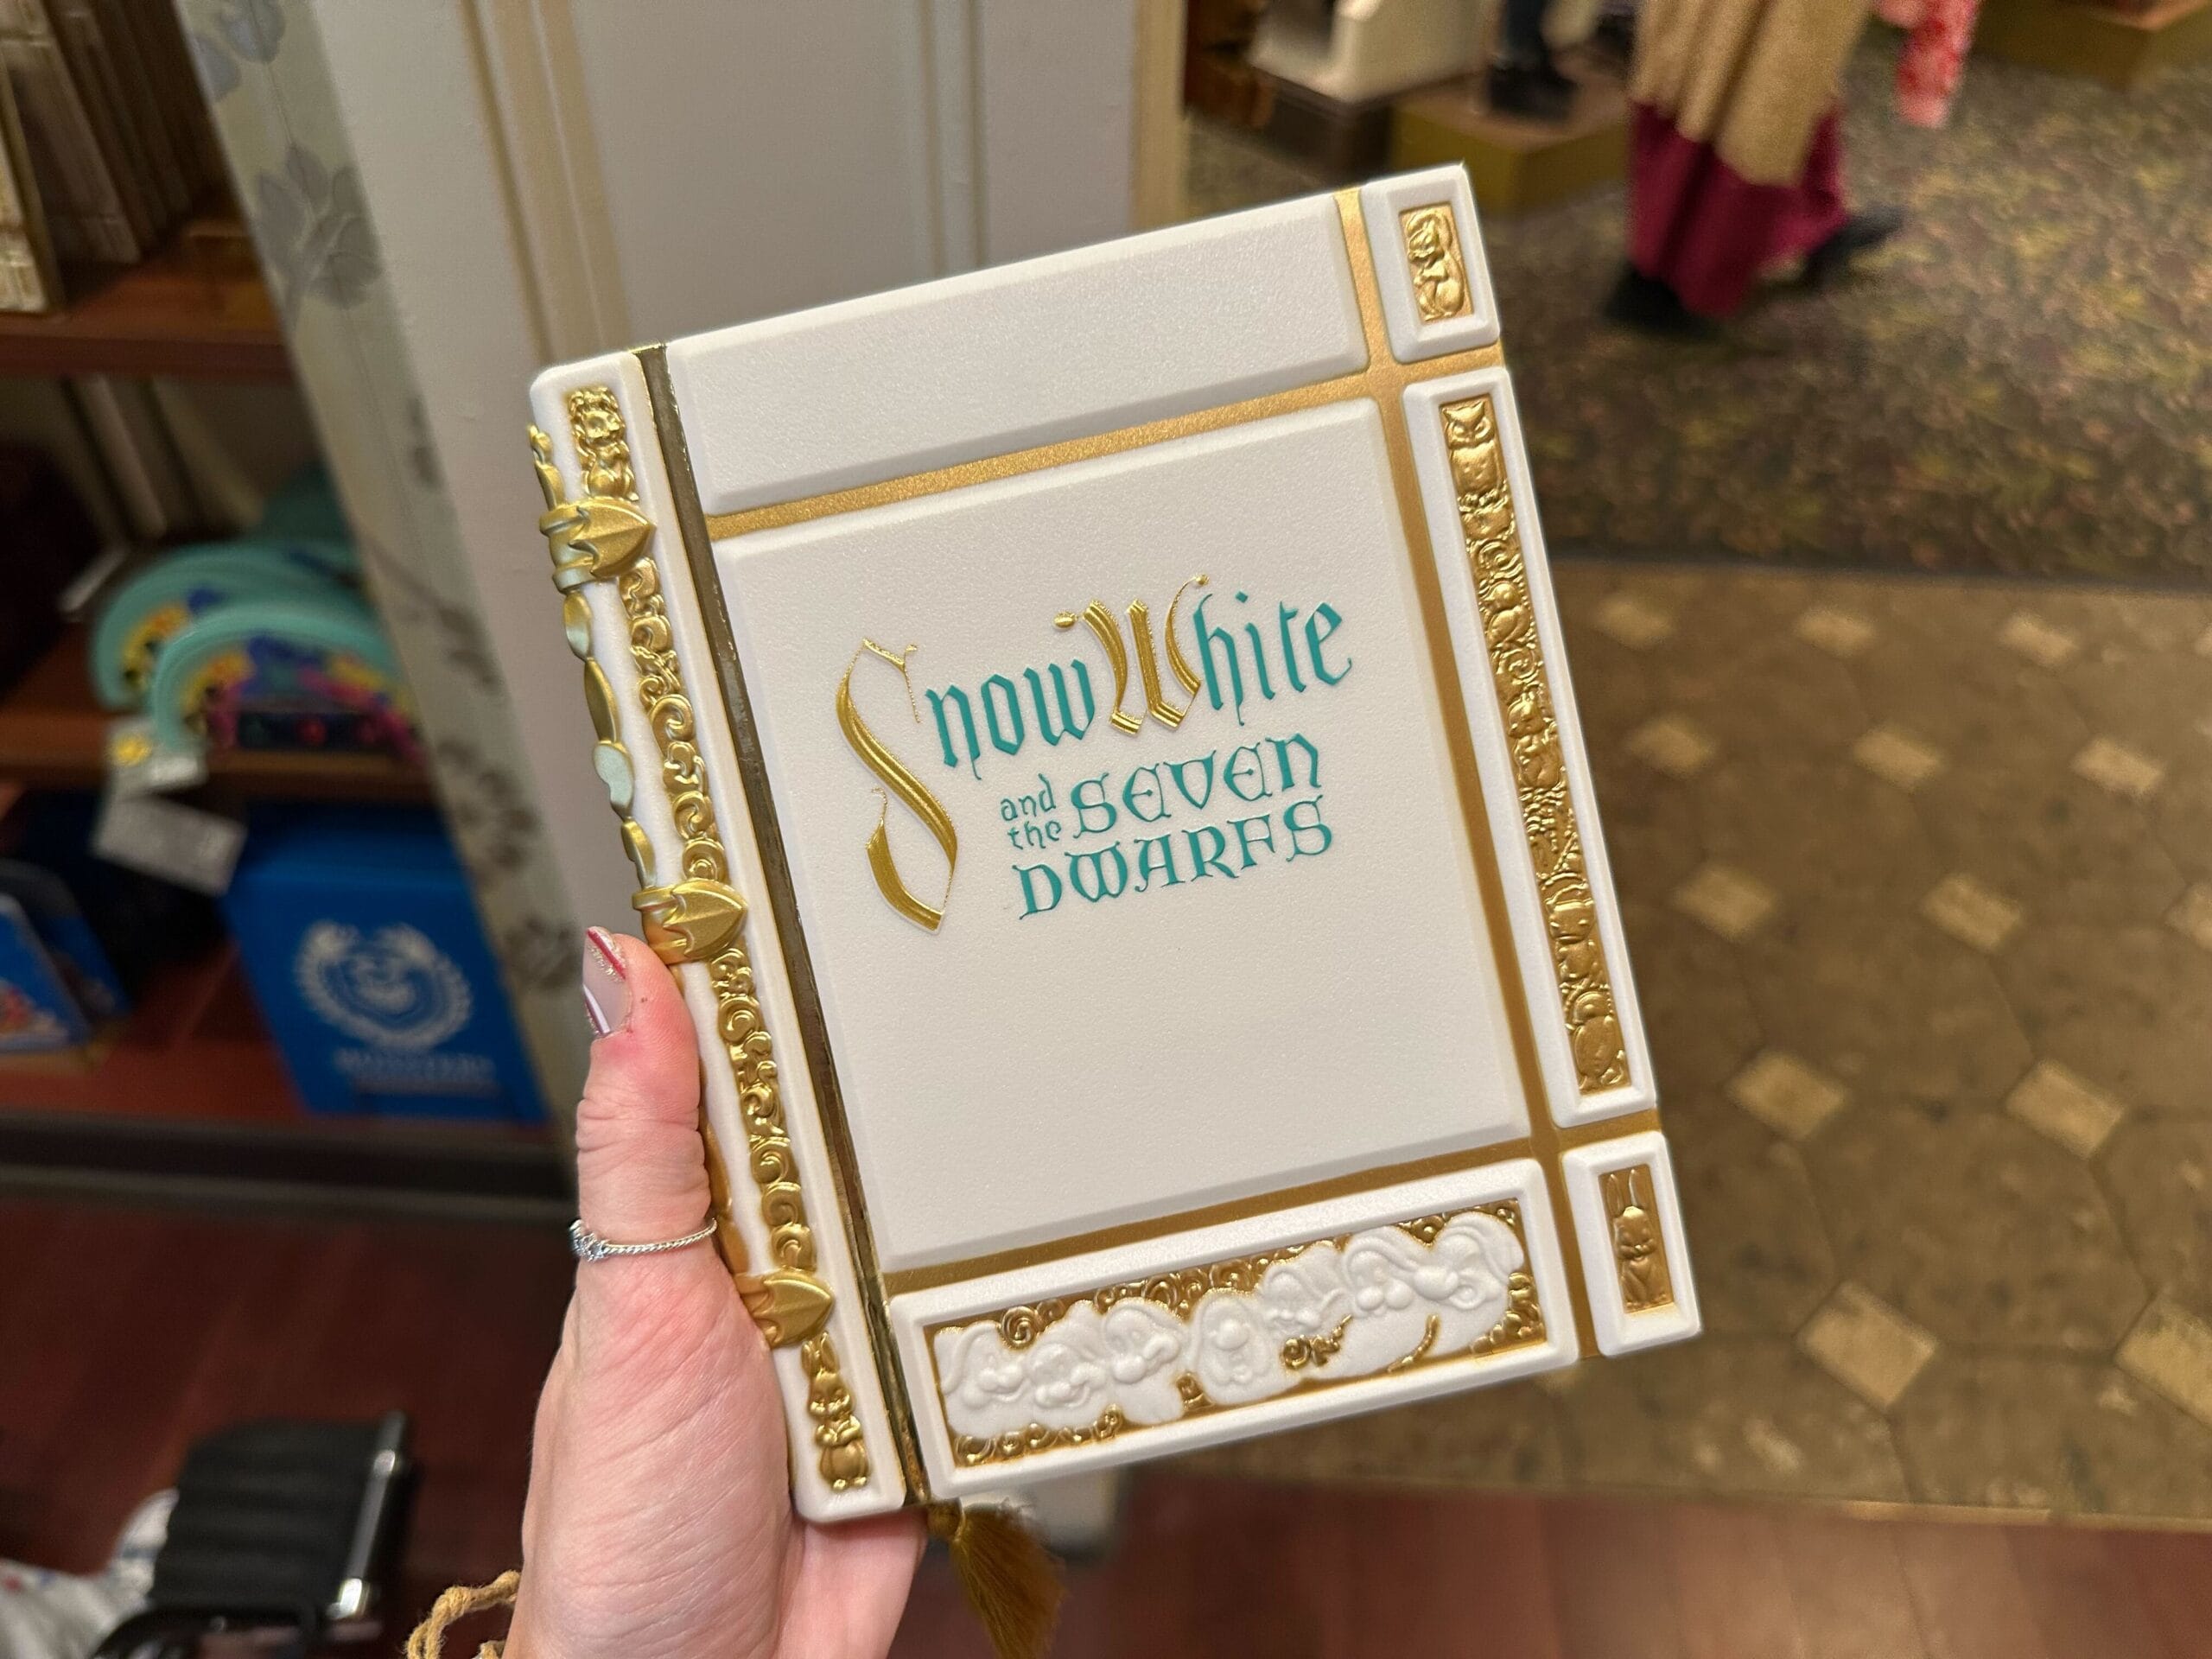 Snow White
and the SEVEN
DWARFS